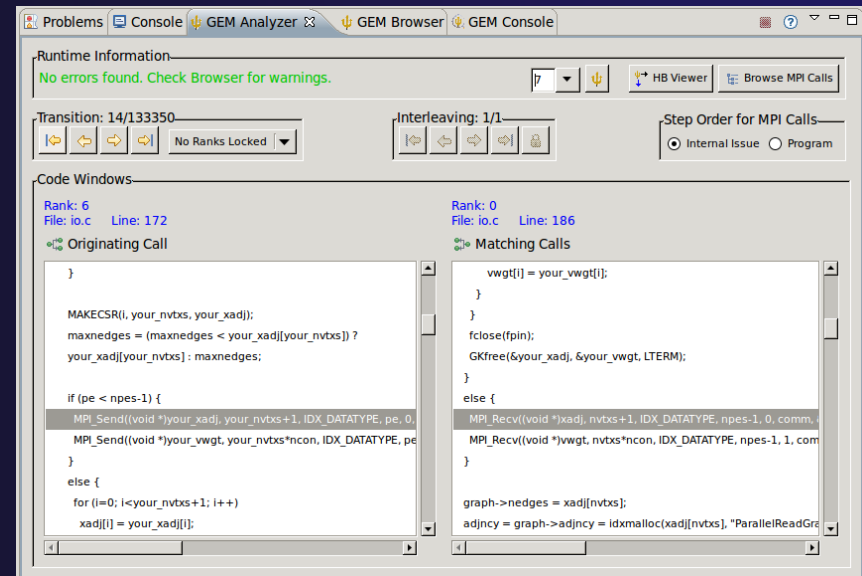 Problems Console GEM Analyzer GEM Browser GEM Console
Runtime Information
No errors found. Check Browser for warnings.
7 HB Viewer Browse MPI Calls
Transition: 14/133350 Interleaving: 1/1 Step Order for MPI Calls
No Ranks Locked Internal Issue Program
Code Windows
Rank: 6
File: io.c Line: 172
Originating Call
}
MAKECSR(i, your_nvtxs, your_xadj);
maxnedges = (maxnedges < your_xadj[your_nvtxs]) ?
your_xadj[your_nvtxs] : maxnedges;
if (pe < npes-1) {
MPI_Send((void *)your_xadj, your_nvtxs+1, IDX_DATATYPE, pe, 0,
MPI_Send((void *)your_vwgt, your_nvtxs*ncon, IDX_DATATYPE, pe
}
else {
for (i=0; i<your_nvtxs+1; i++)
xadj[i] = your_xadj[i];
Rank: 0
File: io.c Line: 186
Matching Calls
vwgt[i] = your_vwgt[i];
}
}
fclose(fpin);
GKfree(&your_xadj, &your_vwgt, LTERM);
}
else {
MPI_Recv((void *)xadj, nvtxs+1, IDX_DATATYPE, npes-1, 0, comm,
MPI_Recv((void *)vwgt, nvtxs*ncon, IDX_DATATYPE, npes-1, 1, com
}
graph->nedges = xadj[nvtxs];
adjncy = graph->adjncy = idxmalloc(xadj[nvtxs], "ParallelReadGra